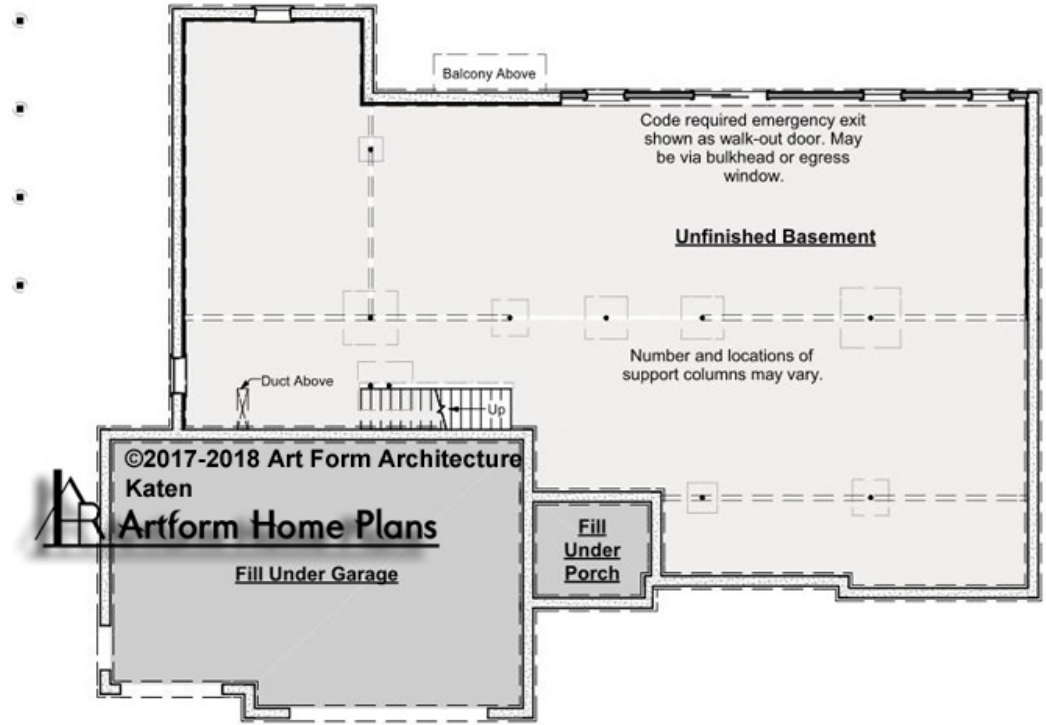 Balcony Above
Code required emergency exit
shown as walk-out door. May
be via bulkhead or egress
window.
Unfinished Basement
Number and locations of
support columns may vary.
Duct Above
Up
©2017-2018 Art Form Architecture
Katen
Artform Home Plans
Fill Under Garage
Fill
Under
Porch